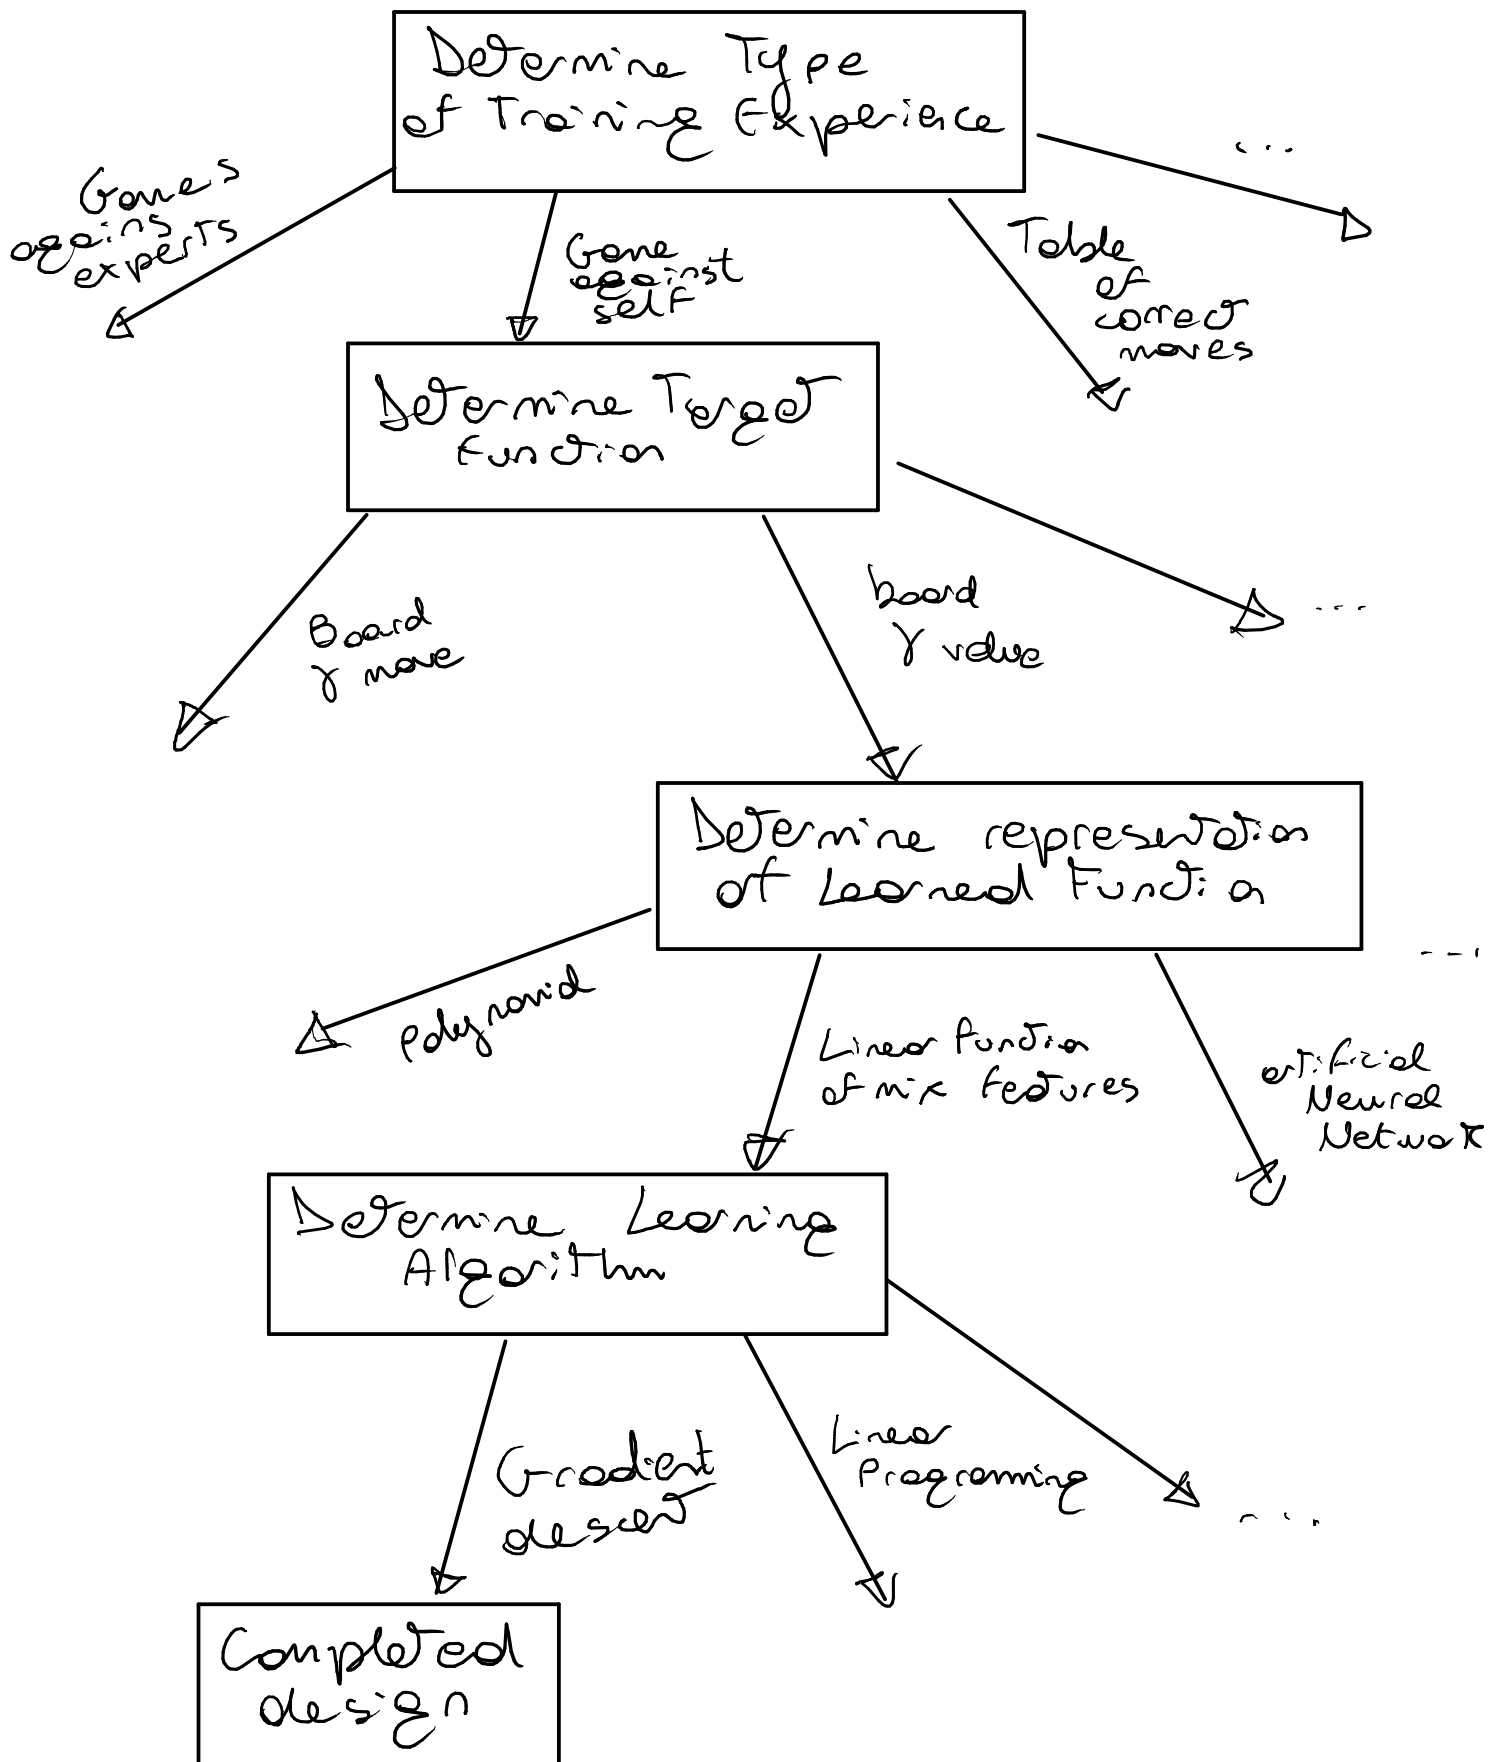 Determine Type
of Training Experience
...
Games
agains
experts
Game
against
self
Table
of
correct
moves
Determine Target
Function
Board
γ move
board
γ value
...
Determine representation
of Learned Function
...
Polynomial
Linear function
of mix features
artificial
Neural
Network
Determine Learning
Algorithm
Gradient
descent
Linear
Programming
...
Completed
design